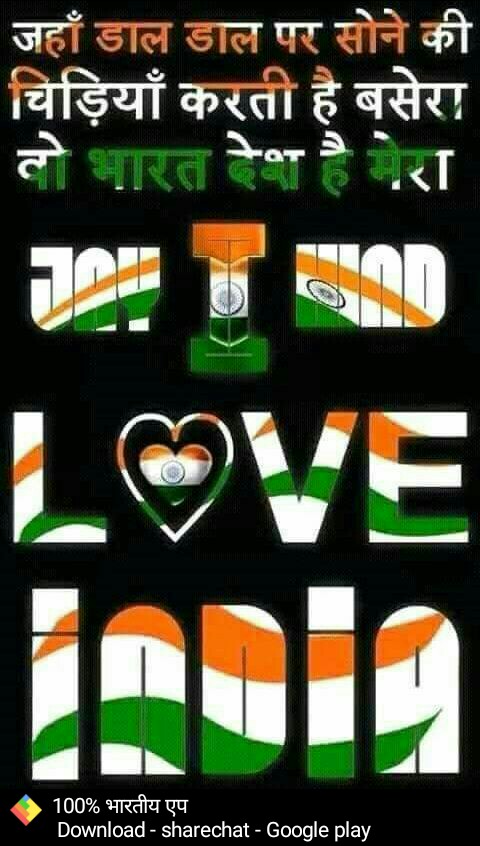 जहाँ डाल डाल पर सोने की
चिड़ियाँ करती है बसेरा
वो भारत देश है मेरा
JAY I HIND
LOVE
INDIA
100% भारतीय एप
Download - sharechat - Google play